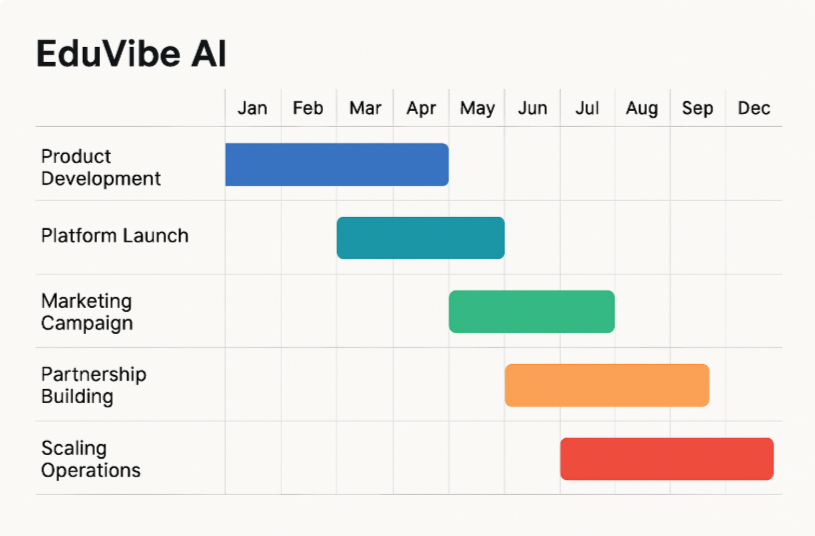 EduVibe AI
Jan Feb Mar Apr May Jun Jul Aug Sep Dec
Product
Development
Platform Launch
Marketing
Campaign
Partnership
Building
Scaling
Operations